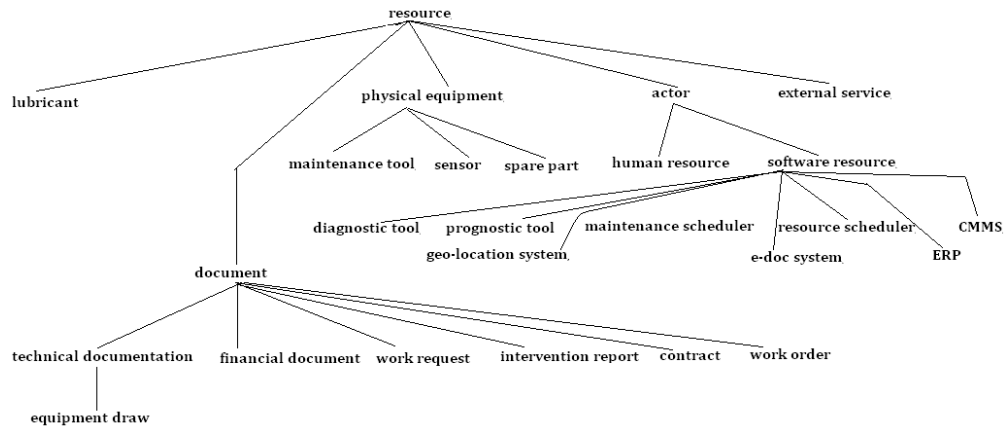 resource
lubricant
physical equipment
actor
external service
maintenance tool
sensor
spare part
human resource
software resource
diagnostic tool
prognostic tool
maintenance scheduler
resource scheduler
CMMS
geo-location system
e-doc system
ERP
document
technical documentation
financial document
work request
intervention report
contract
work order
equipment draw